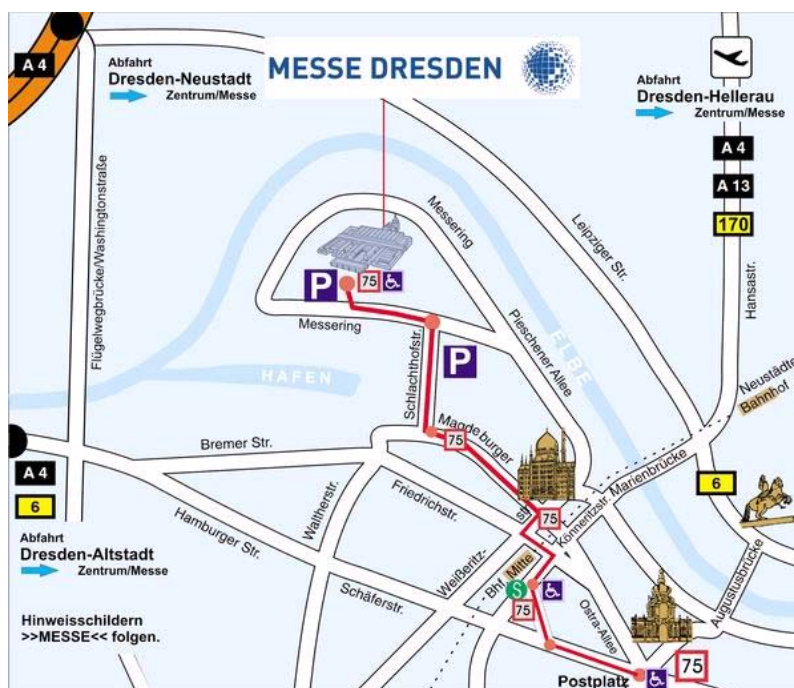 A 4
Abfahrt
Dresden-Neustadt
Zentrum/Messe
MESSE DRESDEN
Abfahrt
Dresden-Hellerau
Zentrum/Messe
A 4
A 13
170
Flügelwegbrücke/Washingtonstraße
Messering
Leipziger Str.
Hansastr.
P
75
Messering
Pieschener Allee
ELBE
Schlachthofstr.
P
HAFEN
Neustädter
Bahnhof
Magdeburger
str.
75
Bremer Str.
A 4
6
Waltherstr.
Friedrichstr.
75
Könneritzstr.
Marienbrücke
6
Hamburger Str.
Abfahrt
Dresden-Altstadt
Zentrum/Messe
Weißeritz-
Bhf. Mitte
S
75
Schäferstr.
Ostra-Allee
Augustusbrücke
Hinweisschildern
>>MESSE<< folgen.
Postplatz
75